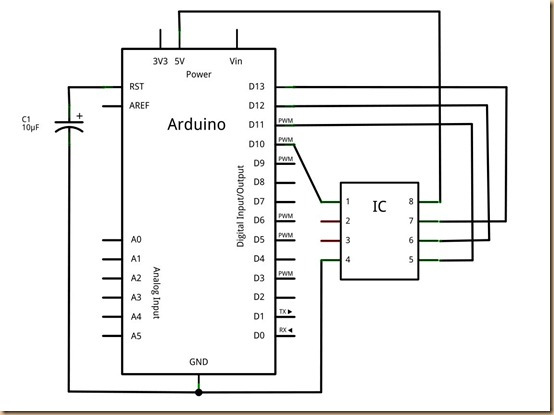 3V3 5V Vin
Power
RST D13
AREF D12
C1
10µF
+
Arduino
D11 PWM
D10 PWM
D9 PWM
D8
D7
D6 PWM
D5 PWM
D4
D3 PWM
D2
D1 TX
D0 RX
Digital Input/Output
A0
A1
A2
A3
A4
A5
Analog Input
GND
IC
1 8
2 7
3 6
4 5